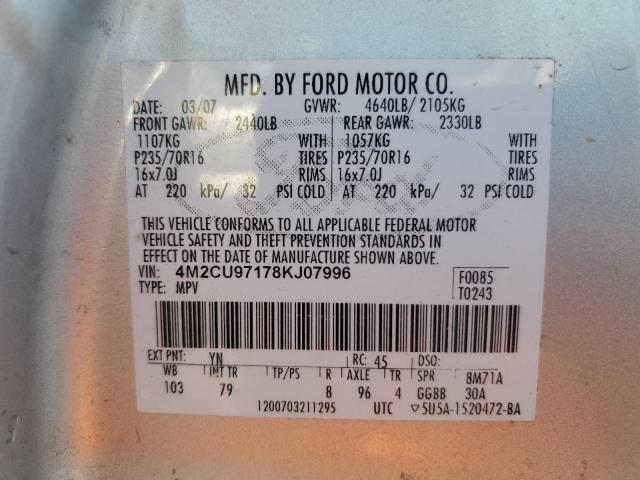 MFD. BY FORD MOTOR CO.
DATE: 03/07 GVWR: 4640LB/ 2105KG
FRONT GAWR: 2440LB REAR GAWR: 2330LB
1107KG WITH 1057KG WITH
P235/70R16 TIRES P235/70R16 TIRES
16x7.0J RIMS 16x7.0J RIMS
AT 220 kPa/ 32 PSI COLD AT 220 kPa/ 32 PSI COLD
THIS VEHICLE CONFORMS TO ALL APPLICABLE FEDERAL MOTOR
VEHICLE SAFETY AND THEFT PREVENTION STANDARDS IN
EFFECT ON THE DATE OF MANUFACTURE SHOWN ABOVE.
VIN: 4M2CU97178KJ07996 F0085
TYPE: MPV T0243
EXT PNT: YN RC: 45 DSO:
WB INT TR TP/PS R AXLE TR SPR 8M71A
103 79 8 96 4 GGBB 30A
1200703211295 UTC ▽5U5A-1520472-BA